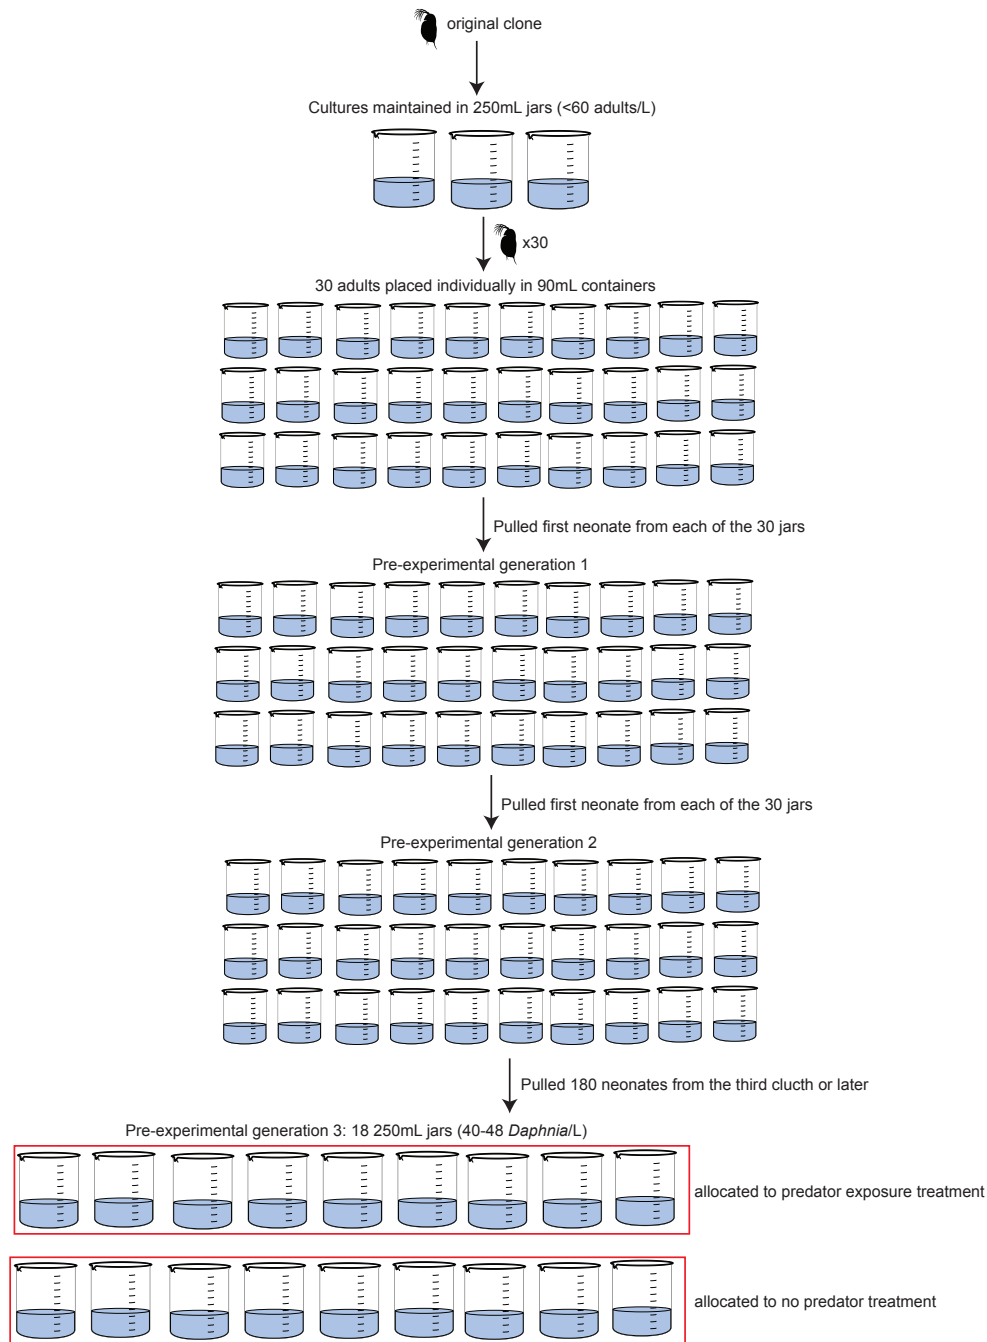 original clone
Cultures maintained in 250mL jars (<60 adults/L)
x30
30 adults placed individually in 90mL containers
Pulled first neonate from each of the 30 jars
Pre-experimental generation 1
Pulled first neonate from each of the 30 jars
Pre-experimental generation 2
Pulled 180 neonates from the third clucth or later
Pre-experimental generation 3: 18 250mL jars (40-48 Daphnia/L)
allocated to predator exposure treatment
allocated to no predator treatment